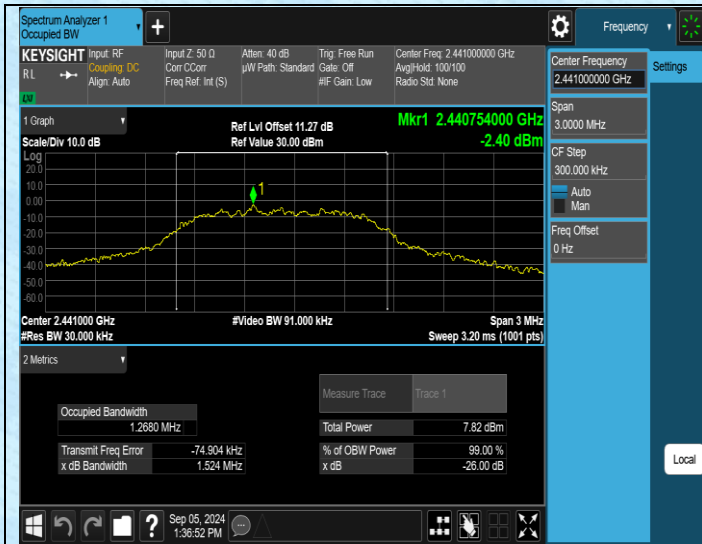 Spectrum Analyzer 1
Occupied BW
Frequency
KEYSIGHT
RL
LXI
Input: RF
Coupling: DC
Align: Auto
Input Z: 50 Ω
Corr CCorr
Freq Ref: Int (S)
Atten: 40 dB
µW Path: Standard
Trig: Free Run
Gate: Off
#IF Gain: Low
Center Freq: 2.441000000 GHz
Avg|Hold: 100/100
Radio Std: None
Center Frequency
2.441000000 GHz
Settings
Span
3.0000 MHz
CF Step
300.000 kHz
Auto
Man
Freq Offset
0 Hz
1 Graph
Scale/Div 10.0 dB
Ref Lvl Offset 11.27 dB
Ref Value 30.00 dBm
Mkr1 2.440754000 GHz
-2.40 dBm
Log
20.0
10.0
0.00
-10.0
-20.0
-30.0
-40.0
-50.0
-60.0
1
Center 2.441000 GHz
#Res BW 30.000 kHz
#Video BW 91.000 kHz
Span 3 MHz
Sweep 3.20 ms (1001 pts)
2 Metrics
Measure Trace
Trace 1
Occupied Bandwidth
1.2680 MHz
Total Power
7.82 dBm
Transmit Freq Error
-74.904 kHz
% of OBW Power
99.00 %
x dB Bandwidth
1.524 MHz
x dB
-26.00 dB
Local
?
Sep 05, 2024
1:36:52 PM